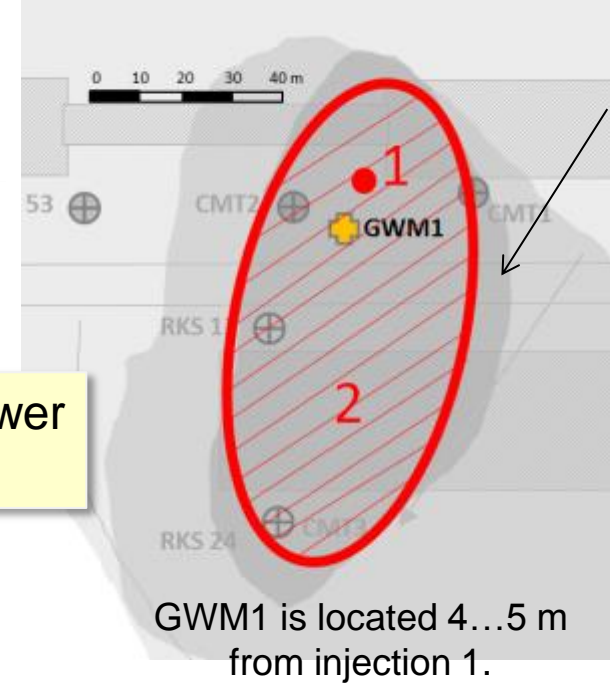 0 10 20 30 40 m
1
53 CMT2 CMT1
GWM1
RKS 1
wer
2
RKS 24 CMT3
GWM1 is located 4…5 m
from injection 1.